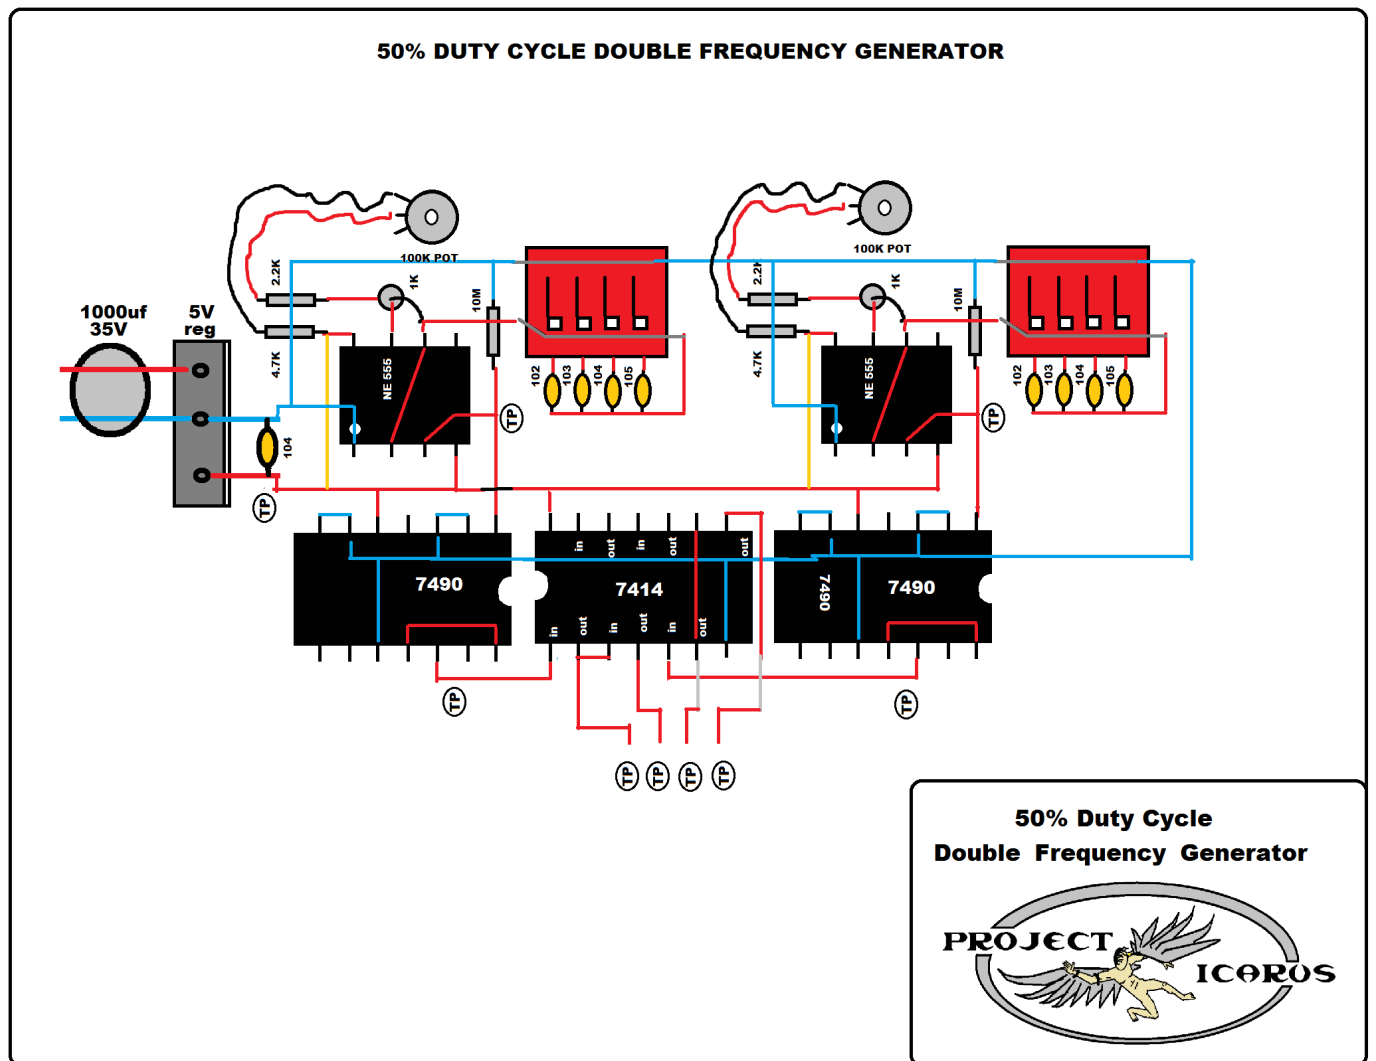 50% DUTY CYCLE DOUBLE FREQUENCY GENERATOR
100K POT
100K POT
2.2K
1K
10M
2.2K
1K
10M
1000uf
35V
5V
reg
4.7K
NE 555
102
103
104
105
4.7K
NE 555
102
103
104
105
TP
TP
104
TP
in
out
in
out
out
7490
7414
7490
7490
in
out
in
out
in
out
TP
TP
TP
TP
TP
TP
50% Duty Cycle
Double Frequency Generator
PROJECT
ICAROS